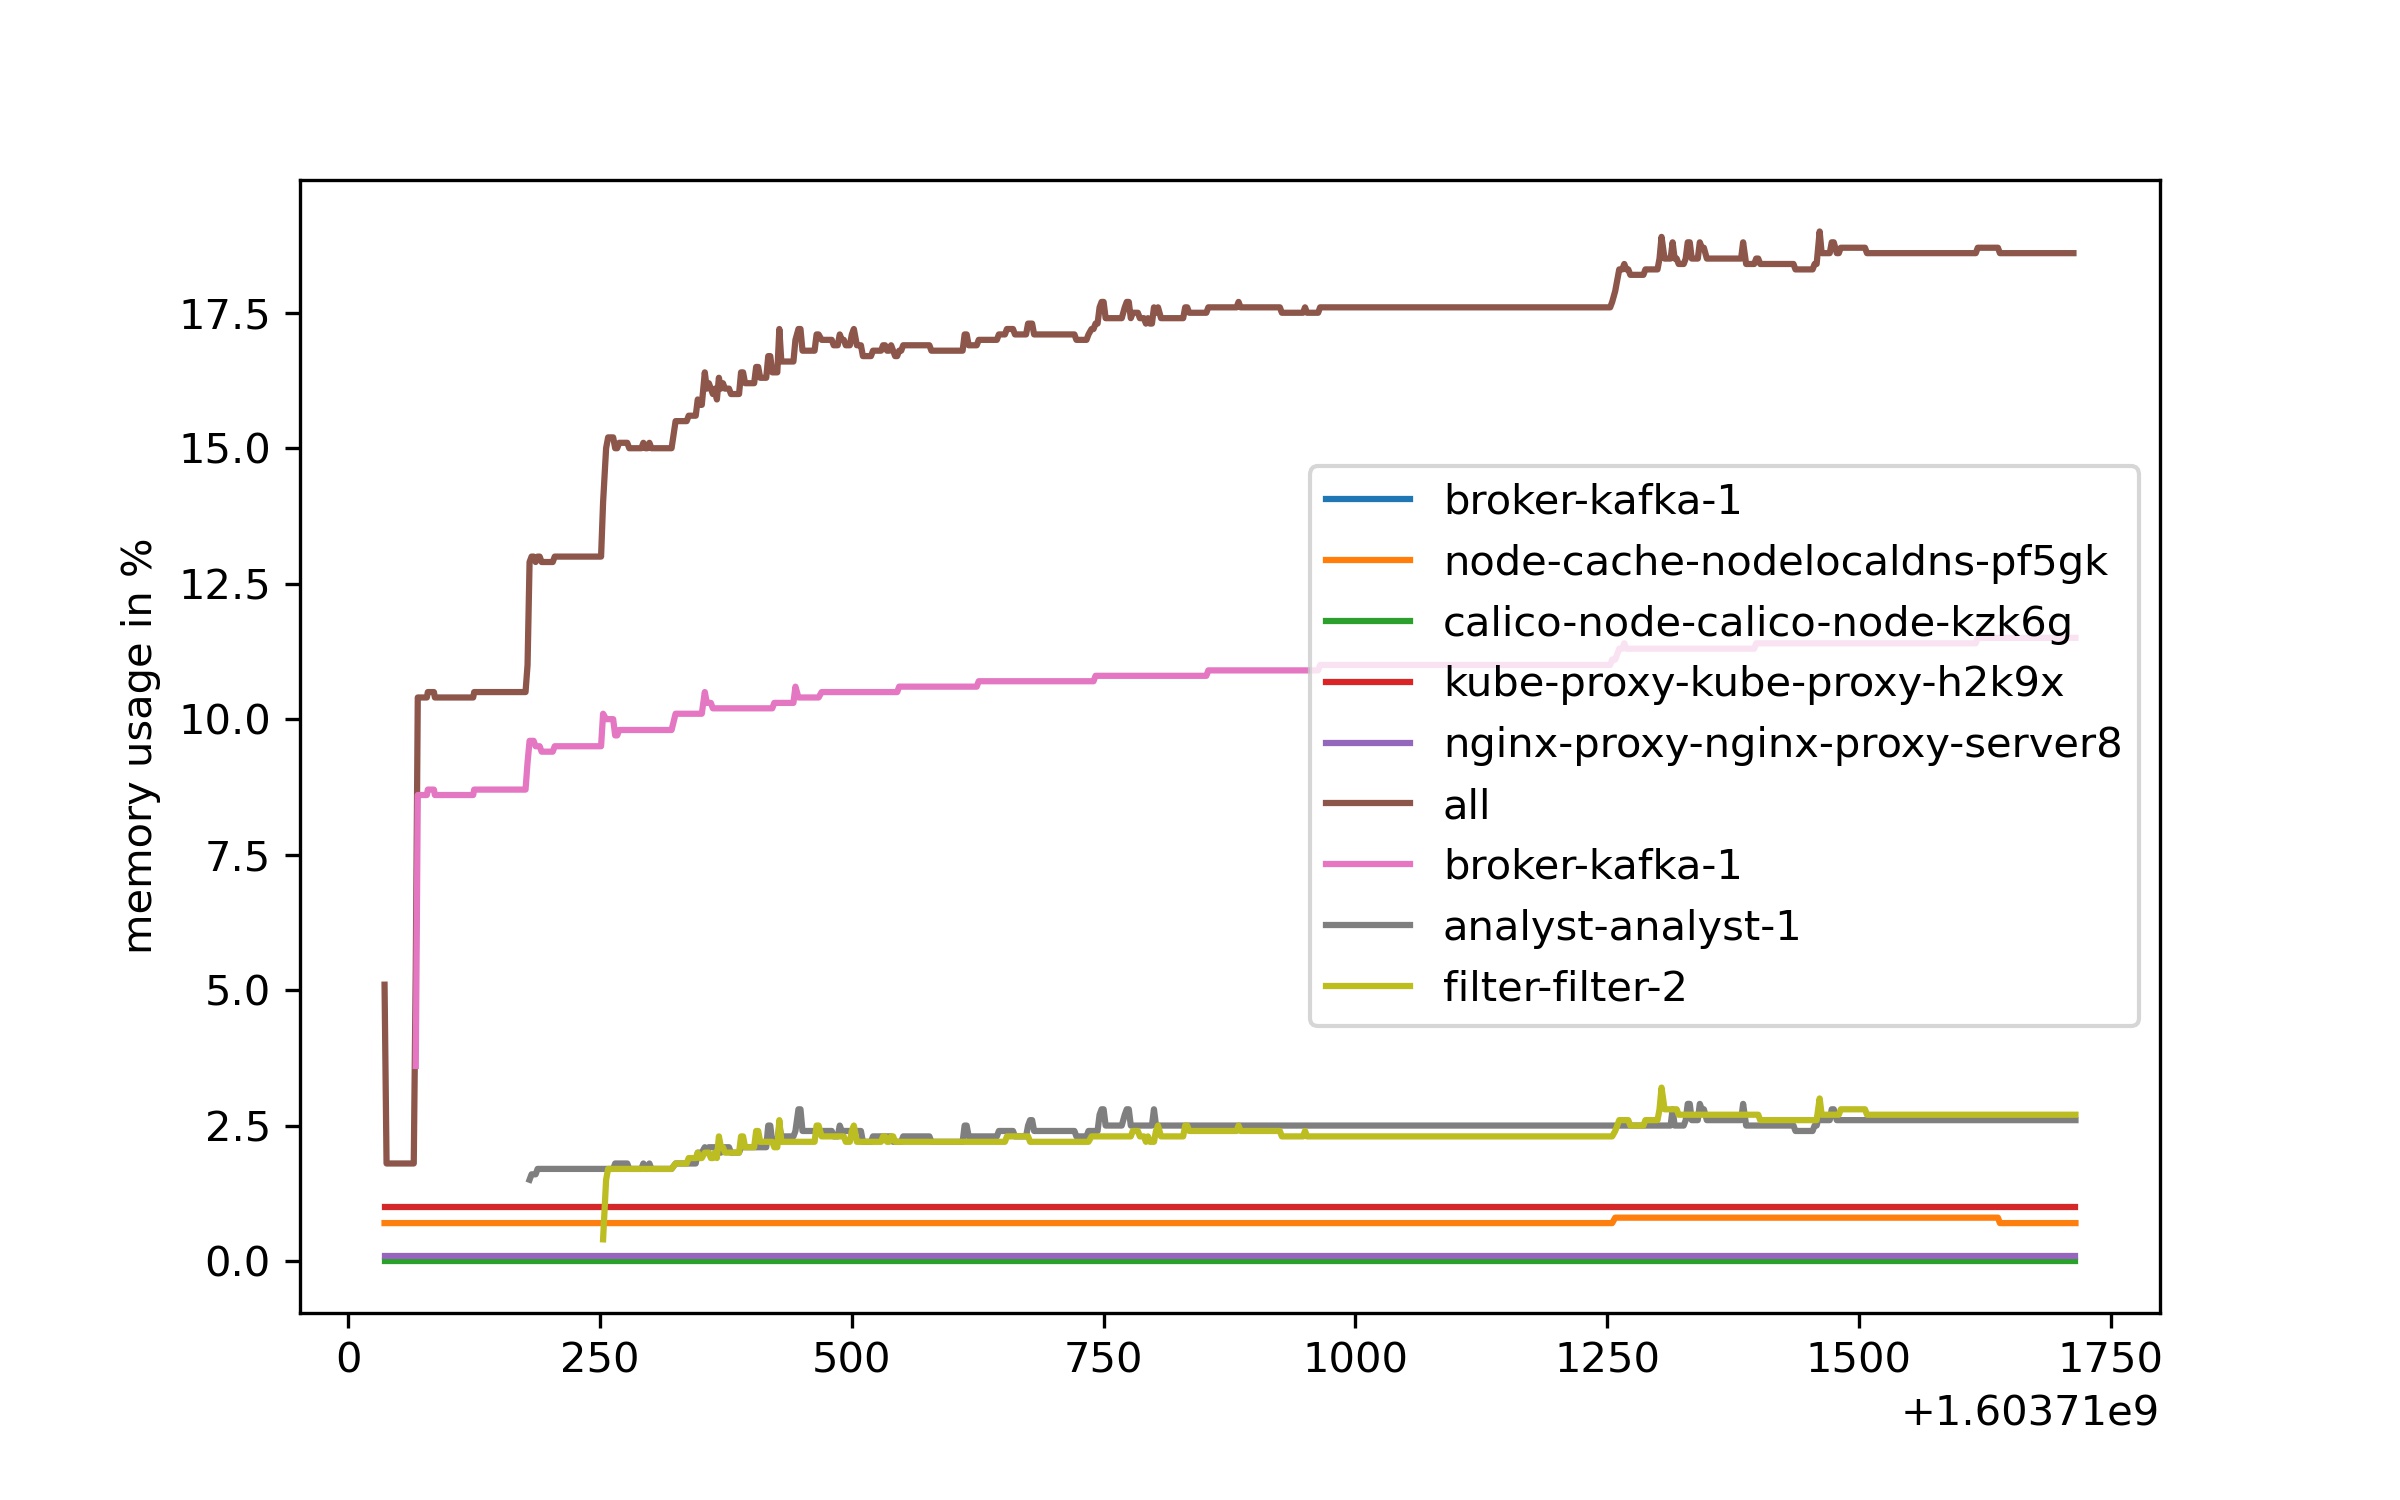 memory usage in %
17.5
15.0
12.5
10.0
7.5
5.0
2.5
0.0
broker-kafka-1
node-cache-nodelocaldns-pf5gk
calico-node-calico-node-kzk6g
kube-proxy-kube-proxy-h2k9x
nginx-proxy-nginx-proxy-server8
all
broker-kafka-1
analyst-analyst-1
filter-filter-2
0 250 500 750 1000 1250 1500 1750
+1.60371e9